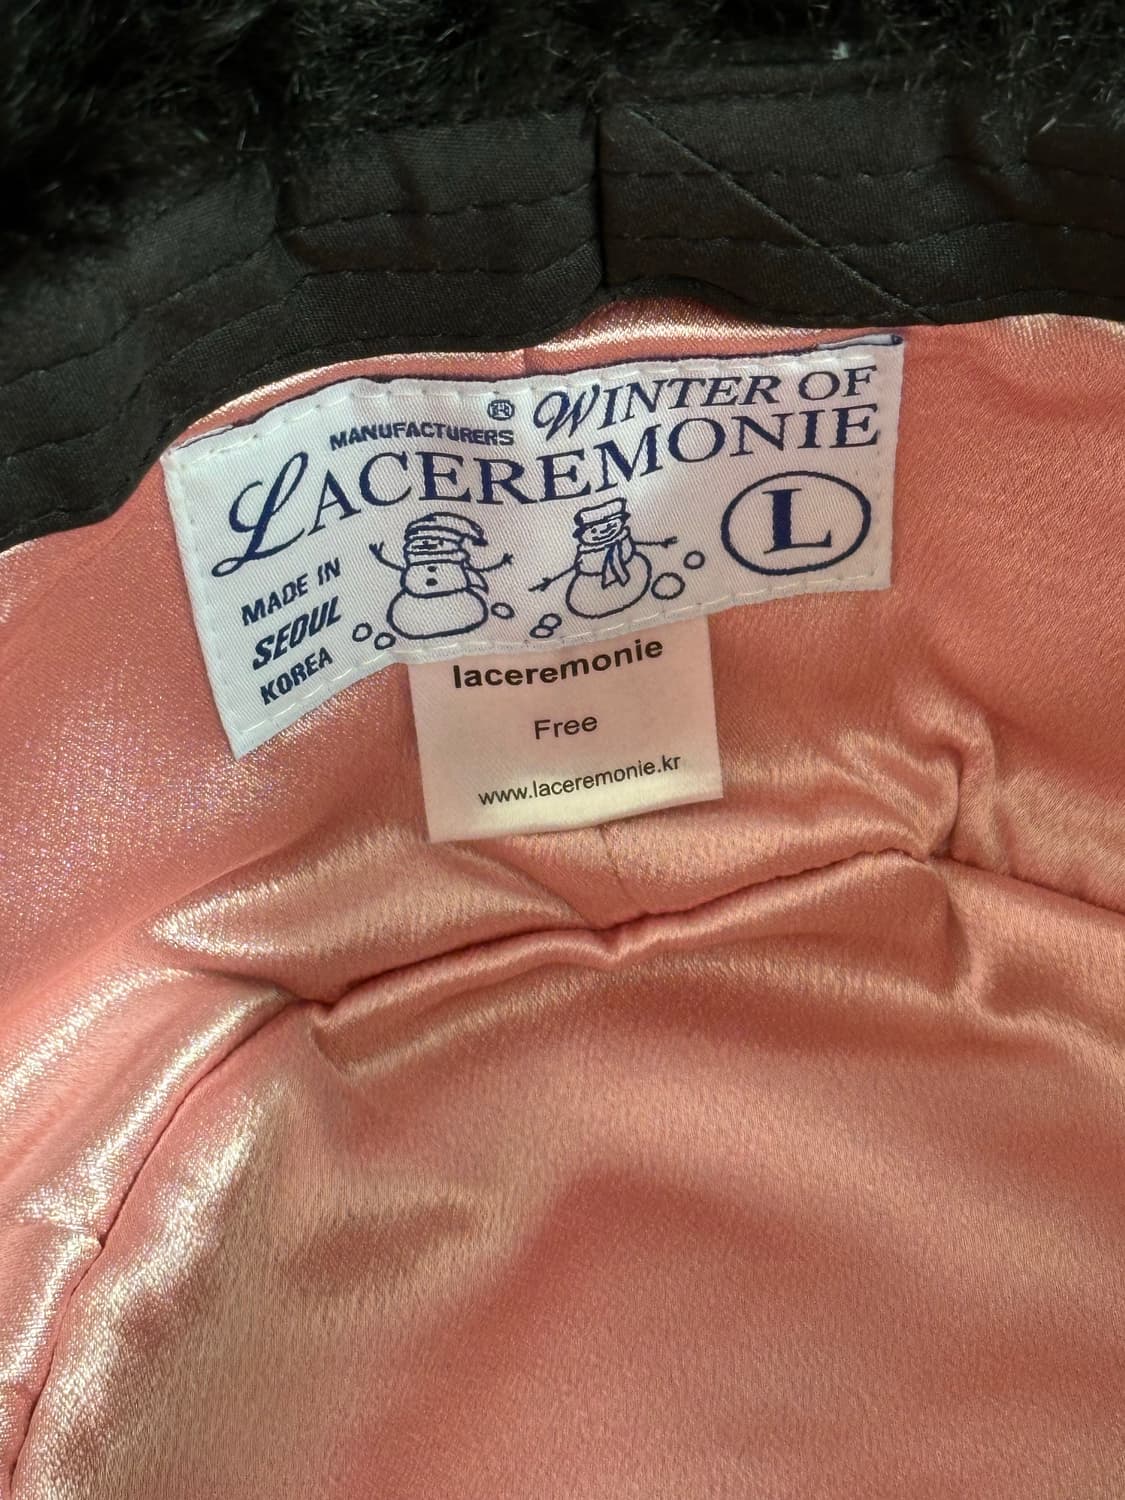 MANUFACTURERS ® WINTER OF
LACEREMONIE
L
MADE IN
SEOUL
KOREA
laceremonie
Free
www.laceremonie.kr